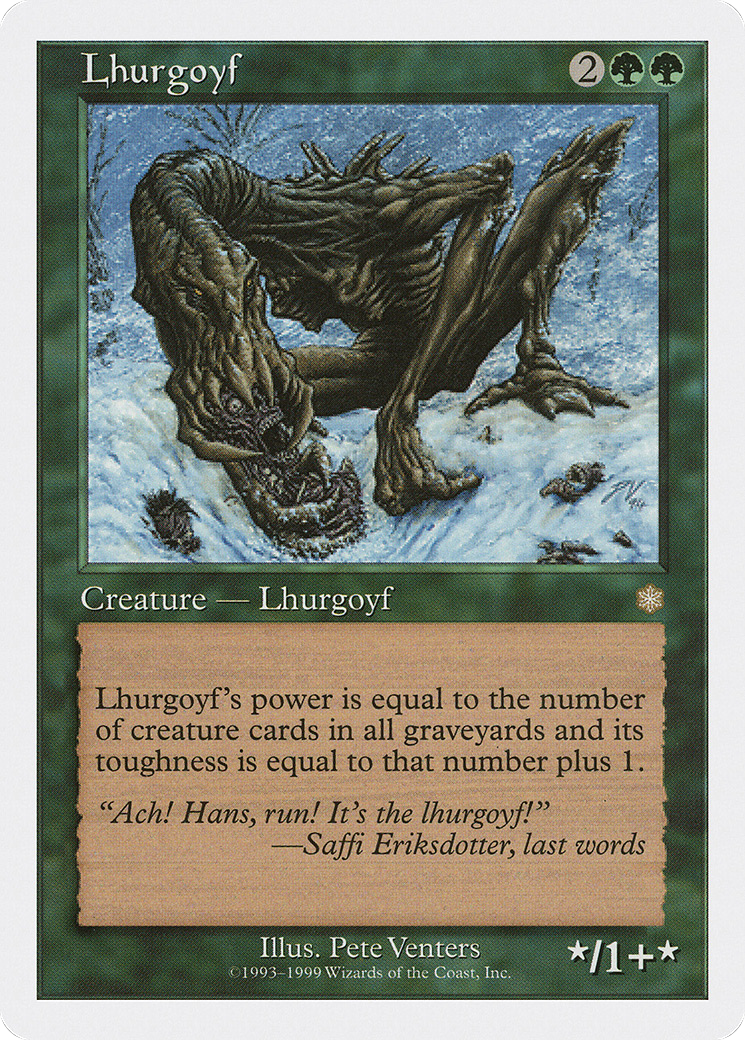 Lhurgoyf
2
Creature — Lhurgoyf
Lhurgoyf's power is equal to the number
of creature cards in all graveyards and its
toughness is equal to that number plus 1.
“Ach! Hans, run! It's the lhurgoyf!”
—Saffi Eriksdotter, last words
Illus. Pete Venters
©1993–1999 Wizards of the Coast, Inc.
★/1+★